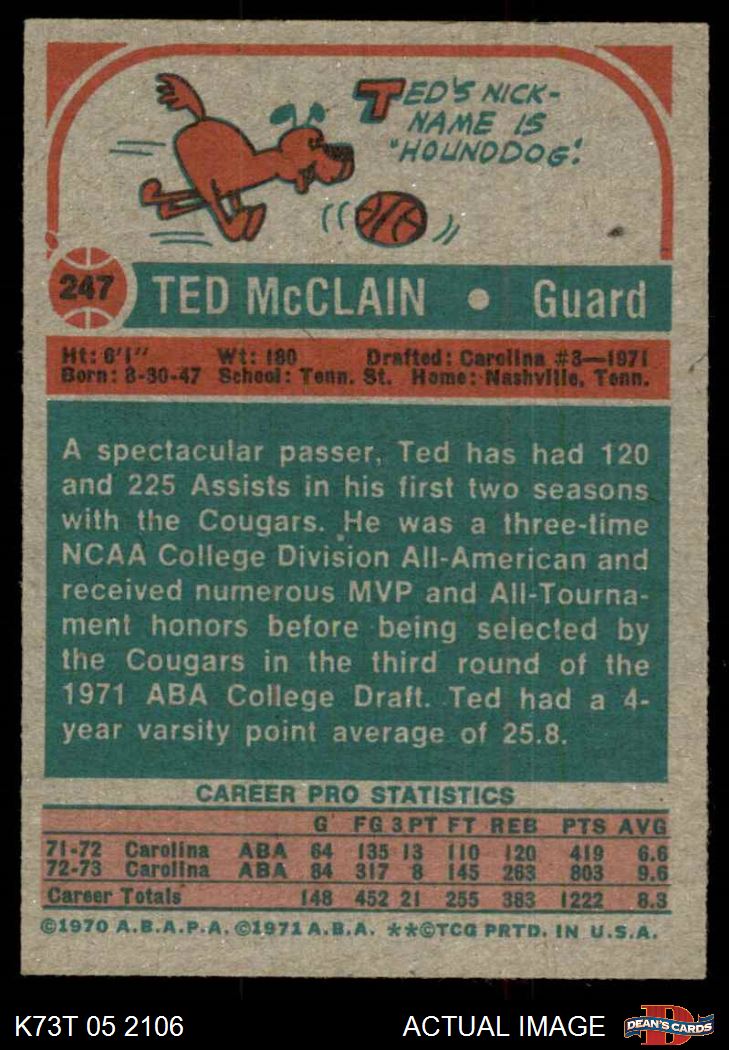 TED'S NICK-
NAME IS
"HOUNDDOG."
247 TED McCLAIN • Guard
Ht: 6'1" Wt: 180 Drafted: Carolina #3—1971
Born: 8-30-47 School: Tenn. St. Home: Nashville, Tenn.
A spectacular passer, Ted has had 120
and 225 Assists in his first two seasons
with the Cougars. He was a three-time
NCAA College Division All-American and
received numerous MVP and All-Tourna-
ment honors before being selected by
the Cougars in the third round of the
1971 ABA College Draft. Ted had a 4-
year varsity point average of 25.8.
CAREER PRO STATISTICS
G FG 3PT FT REB PTS AVG
71-72 Carolina ABA 64 135 13 110 120 419 6.6
72-73 Carolina ABA 84 317 8 145 263 803 9.6
Career Totals 148 452 21 255 383 1222 8.3
©1970 A.B.A.P.A. ©1971 A.B.A. **©TCG PRTD. IN U.S.A.
K73T 05 2106 ACTUAL IMAGE D DEAN'S CARDS